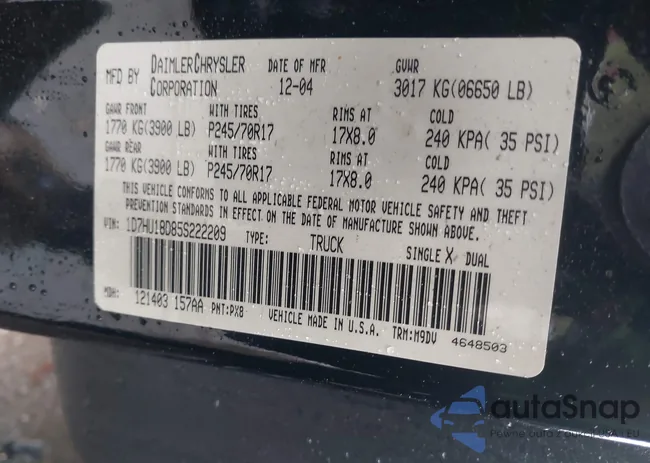 MFD BY DAIMLERCHRYSLER CORPORATION DATE OF MFR 12-04 GVWR 3017 KG(06650 LB)
GAWR FRONT WITH TIRES RIMS AT COLD
1770 KG(3900 LB) P245/70R17 17X8.0 240 KPA( 35 PSI)
GAWR REAR WITH TIRES RIMS AT COLD
1770 KG(3900 LB) P245/70R17 17X8.0 240 KPA( 35 PSI)
THIS VEHICLE CONFORMS TO ALL APPLICABLE FEDERAL MOTOR VEHICLE SAFETY AND THEFT
PREVENTION STANDARDS IN EFFECT ON THE DATE OF MANUFACTURE SHOWN ABOVE.
VIN: 1D7HU18D85S222209 TYPE: TRUCK SINGLE X DUAL
MDH: 121403 157AA PNT:PX8 VEHICLE MADE IN U.S.A. TRM:M9DV 4648503
autaSnap